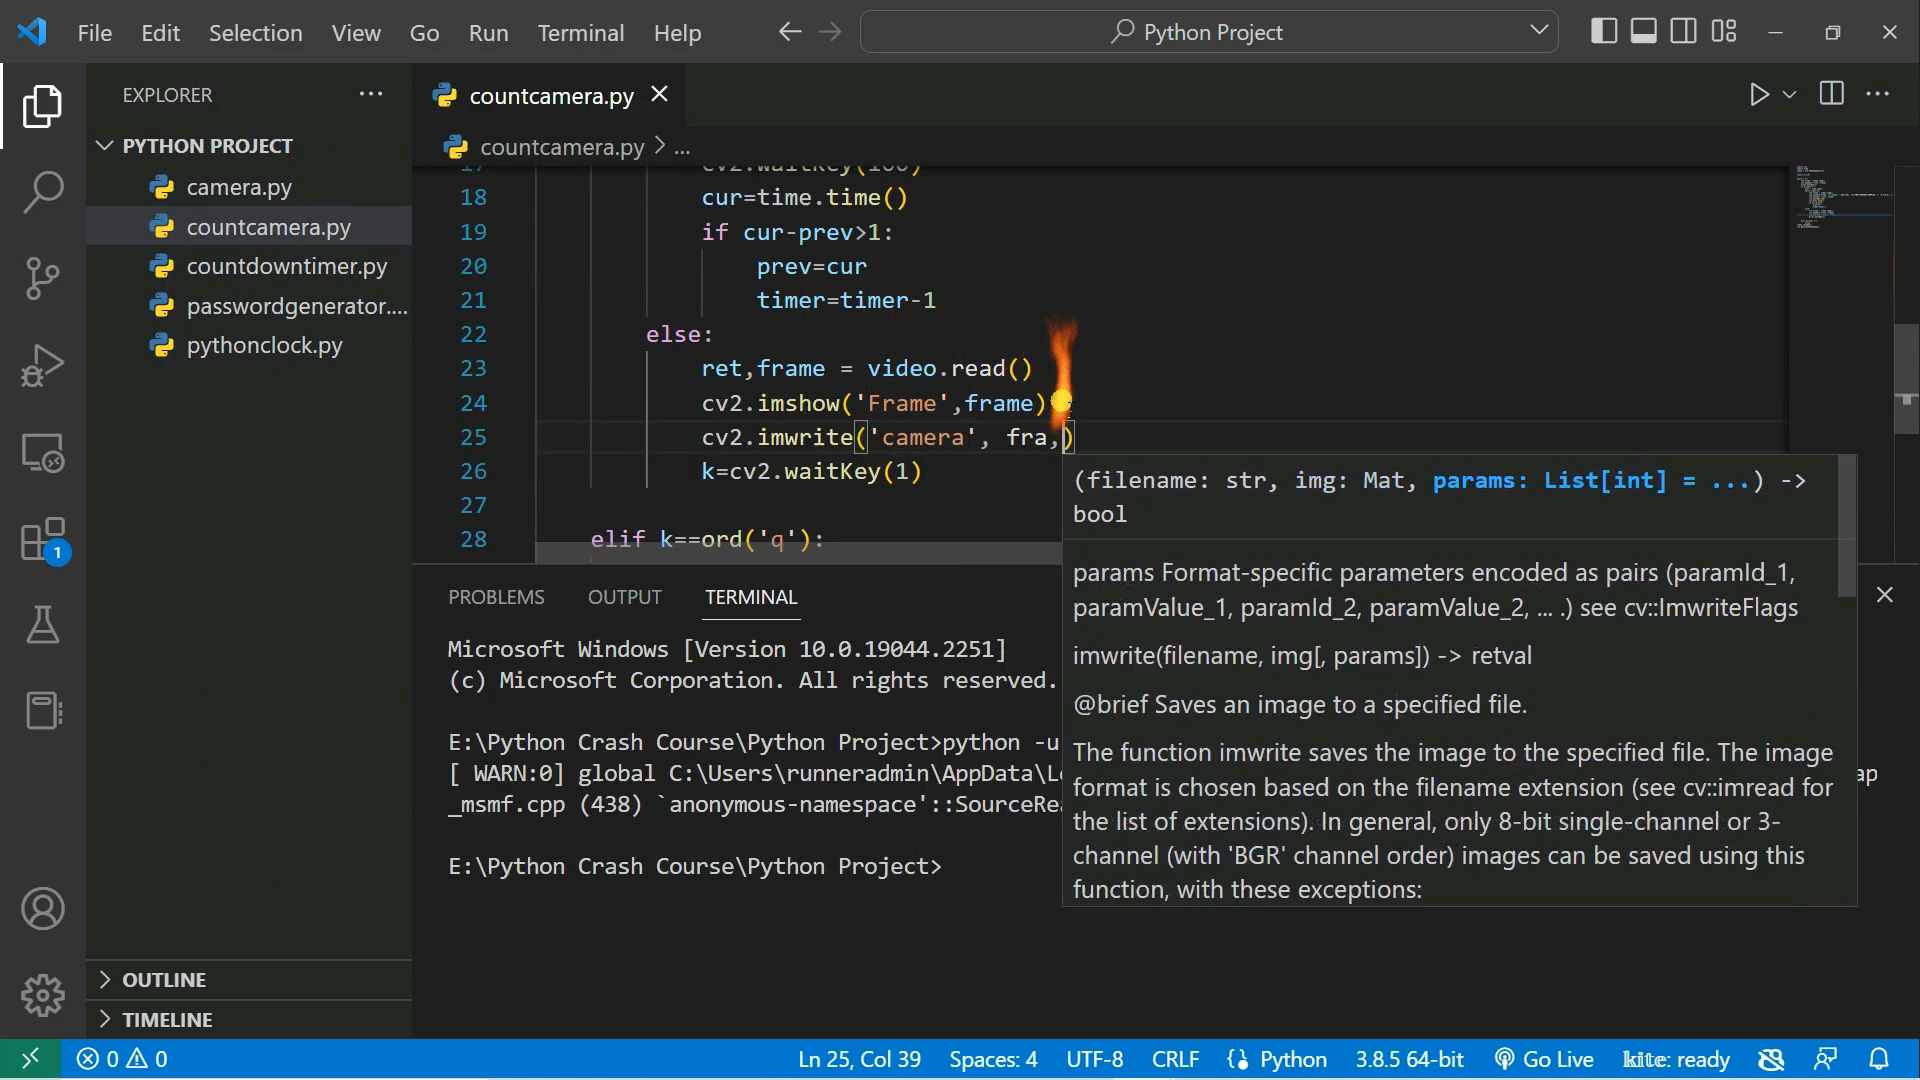 File Edit Selection View Go Run Terminal Help
Python Project
EXPLORER
PYTHON PROJECT
camera.py
countcamera.py
countdowntimer.py
passwordgenerator....
pythonclock.py
OUTLINE
TIMELINE
1
countcamera.py
countcamera.py > ...
17 cv2.waitKey(100)
18 cur=time.time()
19 if cur-prev>1:
20 prev=cur
21 timer=timer-1
22 else:
23 ret,frame = video.read()
24 cv2.imshow('Frame',frame)
25 cv2.imwrite('camera', fra,)
26 k=cv2.waitKey(1)
27
28 elif k==ord('q'):
(filename: str, img: Mat, params: List[int] = ...) ->
bool
params Format-specific parameters encoded as pairs (paramId_1,
paramValue_1, paramId_2, paramValue_2, ... .) see cv::ImwriteFlags
imwrite(filename, img[, params]) -> retval
@brief Saves an image to a specified file.
The function imwrite saves the image to the specified file. The image
format is chosen based on the filename extension (see cv::imread for
the list of extensions). In general, only 8-bit single-channel or 3-
channel (with 'BGR' channel order) images can be saved using this
function, with these exceptions:
PROBLEMS OUTPUT TERMINAL
Microsoft Windows [Version 10.0.19044.2251]
(c) Microsoft Corporation. All rights reserved.
E:\Python Crash Course\Python Project>python -u
[ WARN:0] global C:\Users\runneradmin\AppData\Lo ap
_msmf.cpp (438) `anonymous-namespace'::SourceRea
E:\Python Crash Course\Python Project>
0 0 Ln 25, Col 39 Spaces: 4 UTF-8 CRLF Python 3.8.5 64-bit Go Live kite: ready